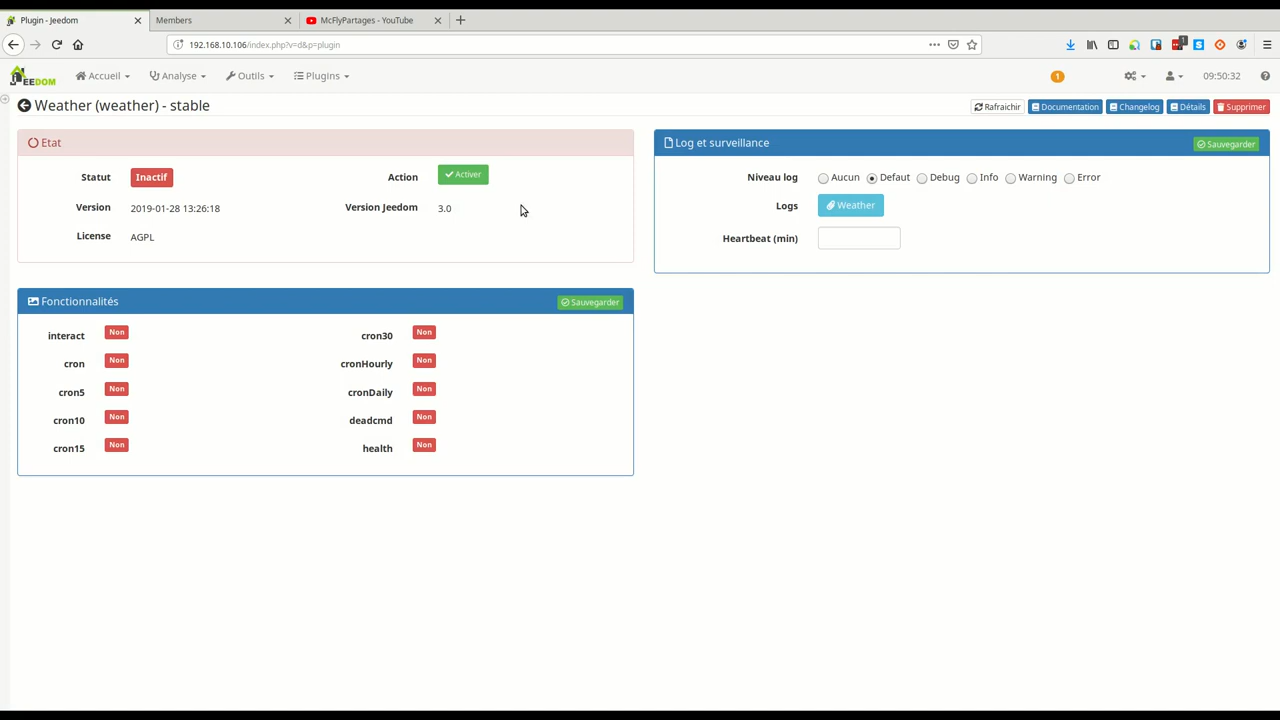 Plugin - Jeedom
Members
McFlyPartages - YouTube
192.168.10.106/index.php?v=d&p=plugin
1
JEEDOM
Accueil
Analyse
Outils
Plugins
1
09:50:32
Weather (weather) - stable
Rafraichir
Documentation
Changelog
Détails
Supprimer
Etat
Statut
Inactif
Action
Activer
Version
2019-01-28 13:26:18
Version Jeedom
3.0
License
AGPL
Log et surveillance
Sauvegarder
Niveau log
Aucun
Defaut
Debug
Info
Warning
Error
Logs
Weather
Heartbeat (min)
Fonctionnalités
Sauvegarder
interact
Non
cron30
Non
cron
Non
cronHourly
Non
cron5
Non
cronDaily
Non
cron10
Non
deadcmd
Non
cron15
Non
health
Non